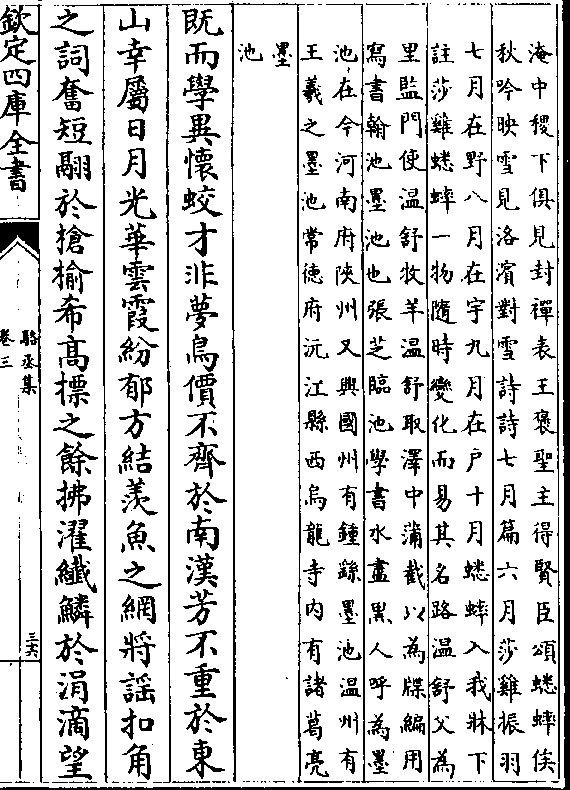 淹中稷下俱見封禪表王褒聖主得賢臣頌蟋蟀俟
秋吟映雪見洛濱對雪詩詩七月篇六月莎雞振羽
七月在野八月在宇九月在戸十月蟋蟀入我牀下
註莎雞蟋蟀一物隨時變化而易其名路温舒父為
里監門使温舒牧羊温舒取澤中蒲截以為牒編用
寫書翰池墨池也張芝臨池學書水盡黑人呼為墨
池在今河南府陜州又興國州有鍾繇墨池温州有
王羲之墨池常徳府沅江縣西烏龍寺内有諸葛亮
墨
池
既而學異懷蛟才非夢鳥價不齊於南漢芳不重於東
山幸屬日月光華雲霞紛郁方結羨魚之網將謡扣角
之詞奮短翮於搶揄希髙摽之餘拂濯纎鱗於涓滴望
欽定四庫全書
駱丞集
卷三
三六